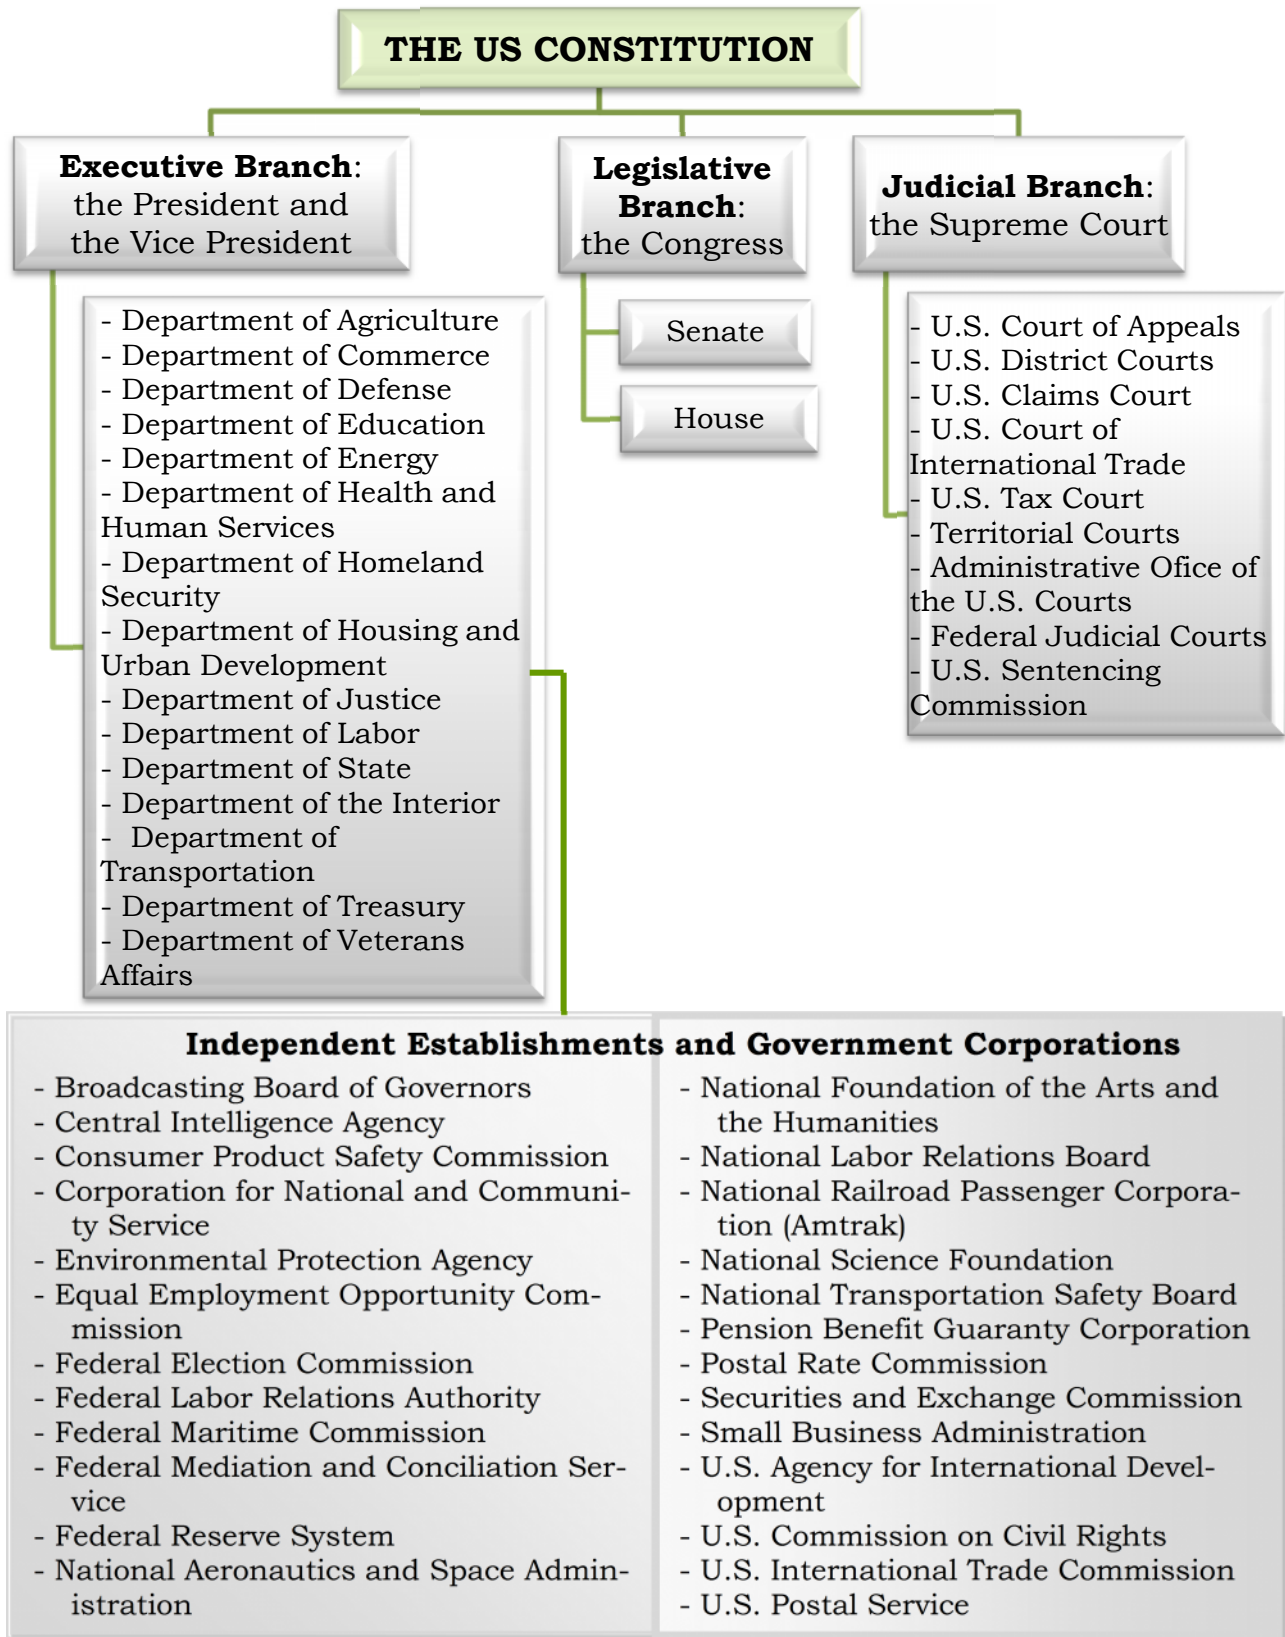 THE US CONSTITUTION
Executive Branch:
the President and
the Vice President
Legislative
Branch:
the Congress
Judicial Branch:
the Supreme Court
- Department of Agriculture
- Department of Commerce
- Department of Defense
- Department of Education
- Department of Energy
- Department of Health and
Human Services
- Department of Homeland
Security
- Department of Housing and
Urban Development
- Department of Justice
- Department of Labor
- Department of State
- Department of the Interior
- Department of
Transportation
- Department of Treasury
- Department of Veterans
Affairs
Senate
House
- U.S. Court of Appeals
- U.S. District Courts
- U.S. Claims Court
- U.S. Court of
International Trade
- U.S. Tax Court
- Territorial Courts
- Administrative Ofice of
the U.S. Courts
- Federal Judicial Courts
- U.S. Sentencing
Commission
Independent Establishments and Government Corporations
- Broadcasting Board of Governors
- Central Intelligence Agency
- Consumer Product Safety Commission
- Corporation for National and Communi-
ty Service
- Environmental Protection Agency
- Equal Employment Opportunity Com-
mission
- Federal Election Commission
- Federal Labor Relations Authority
- Federal Maritime Commission
- Federal Mediation and Conciliation Ser-
vice
- Federal Reserve System
- National Aeronautics and Space Admin-
istration
- National Foundation of the Arts and
the Humanities
- National Labor Relations Board
- National Railroad Passenger Corpora-
tion (Amtrak)
- National Science Foundation
- National Transportation Safety Board
- Pension Benefit Guaranty Corporation
- Postal Rate Commission
- Securities and Exchange Commission
- Small Business Administration
- U.S. Agency for International Devel-
opment
- U.S. Commission on Civil Rights
- U.S. International Trade Commission
- U.S. Postal Service